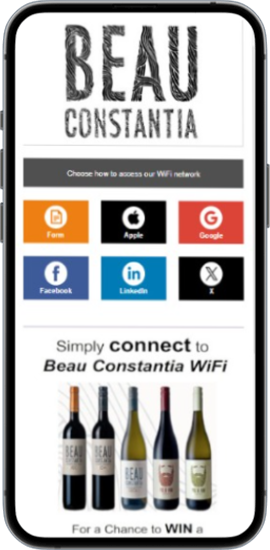 BEAU
CONSTANTIA
Choose how to access our WiFi network
Form
Apple
Google
Facebook
LinkedIn
X
Simply connect to
Beau Constantia WiFi
BEAU
For a Chance to WIN a